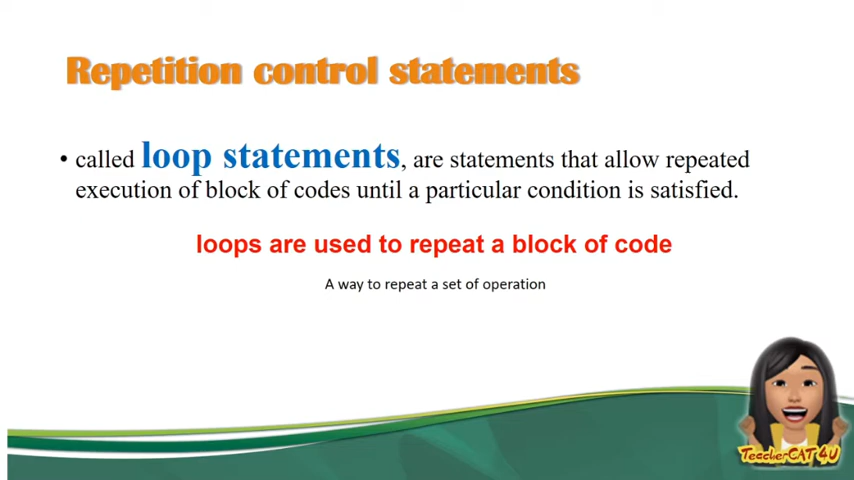 Repetition control statements
• called loop statements, are statements that allow repeated
execution of block of codes until a particular condition is satisfied.
loops are used to repeat a block of code
A way to repeat a set of operation
TeacherCAT4U